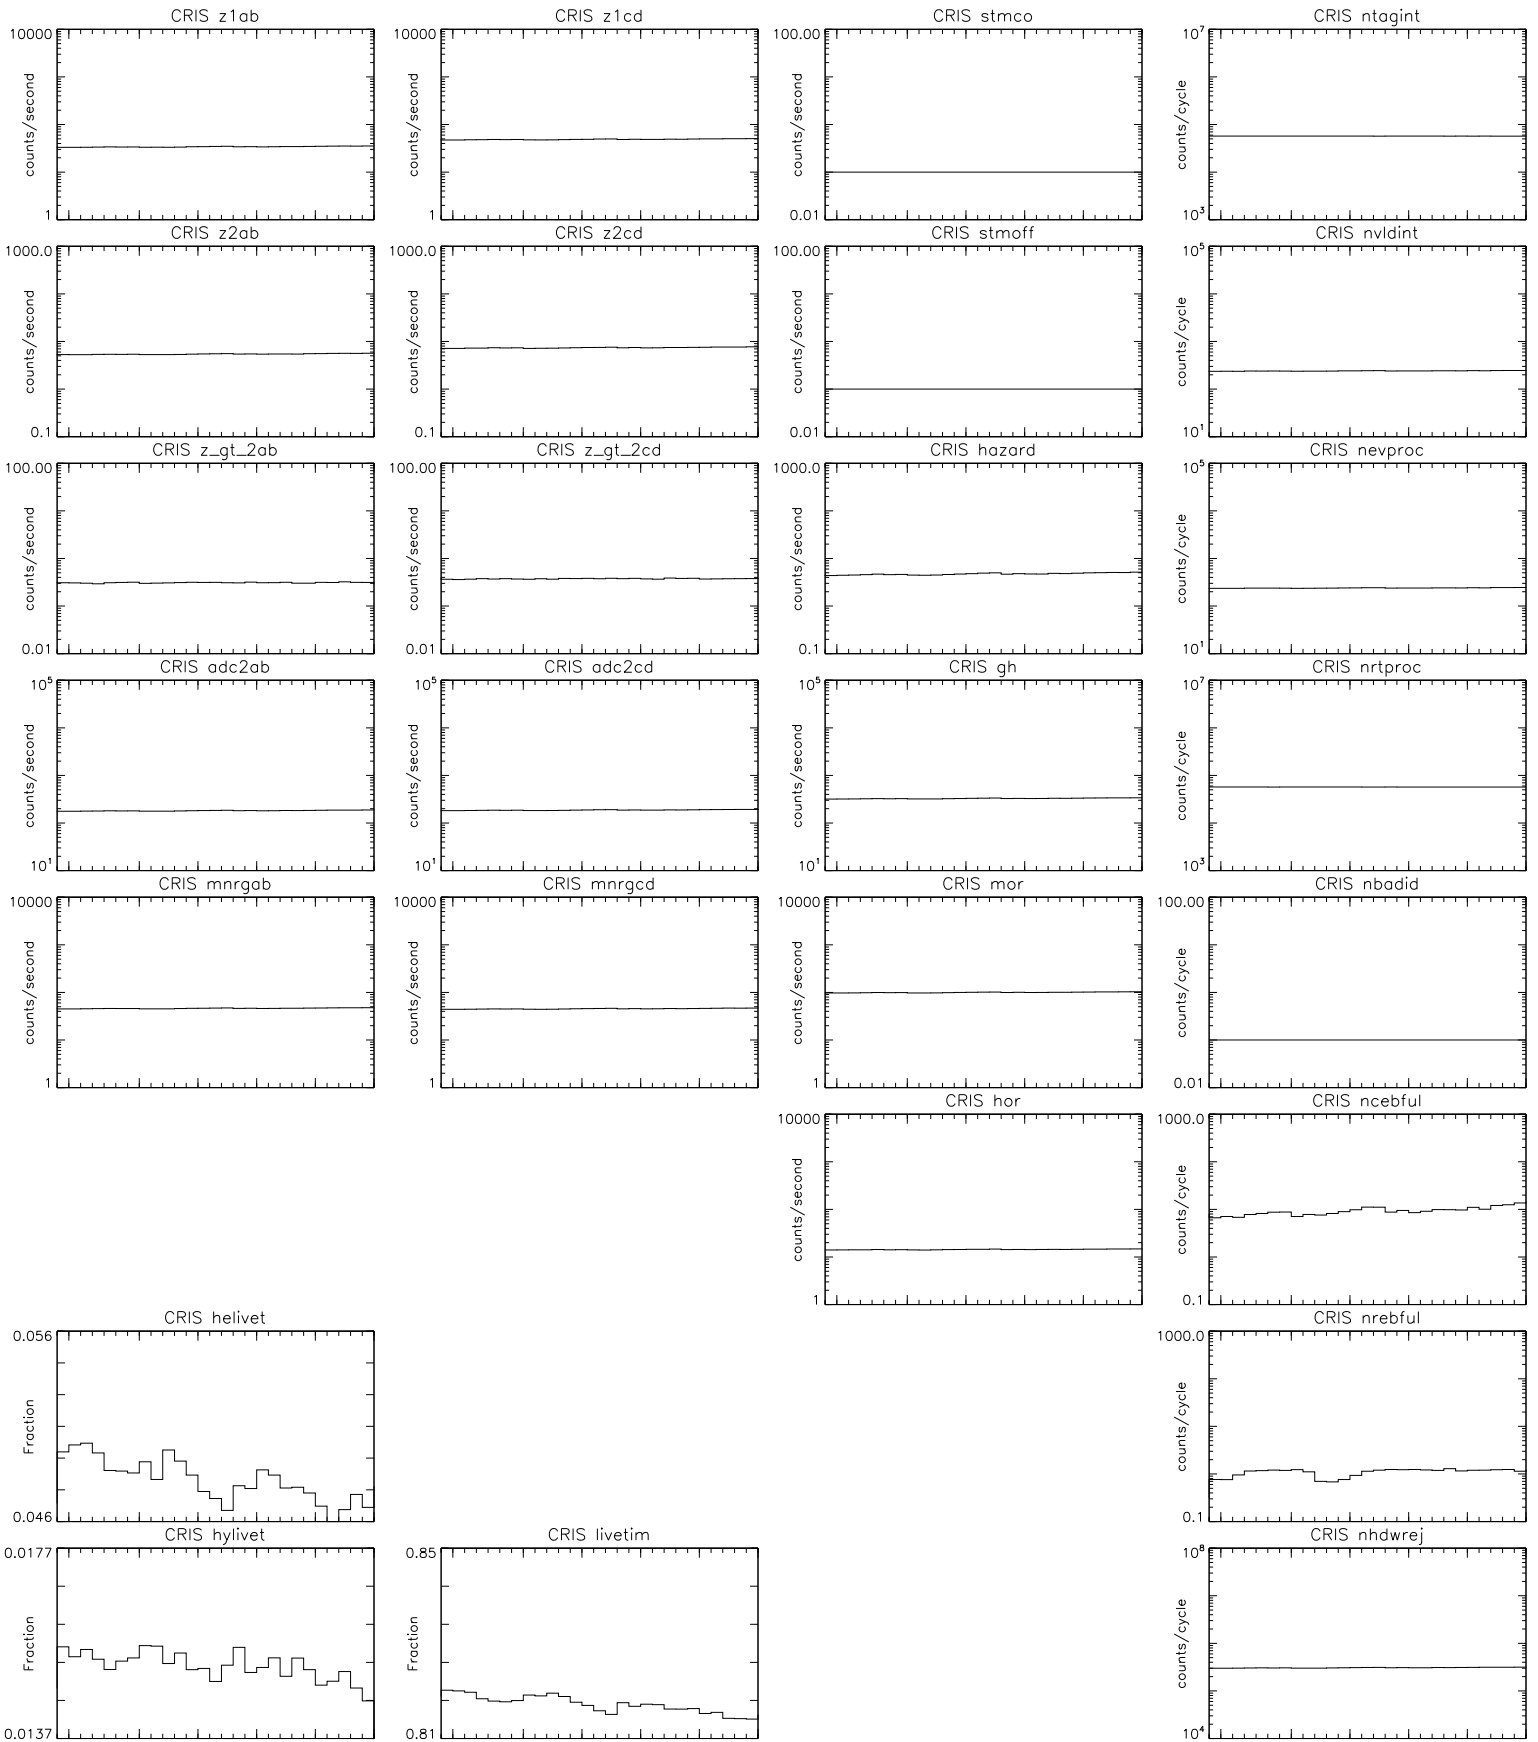 CRIS z1ab
10000
counts/second
1
CRIS z1cd
10000
counts/second
1
CRIS stmco
100.00
counts/second
0.01
CRIS ntagint
10^7
counts/cycle
10^3
CRIS z2ab
1000.0
counts/second
0.1
CRIS z2cd
1000.0
counts/second
0.1
CRIS stmoff
100.00
counts/second
0.01
CRIS nvldint
10^5
counts/cycle
10^1
CRIS z_gt_2ab
100.00
counts/second
0.01
CRIS z_gt_2cd
100.00
counts/second
0.01
CRIS hazard
1000.0
counts/second
0.1
CRIS nevproc
10^5
counts/cycle
10^1
CRIS adc2ab
10^5
counts/second
10^1
CRIS adc2cd
10^5
counts/second
10^1
CRIS gh
10^5
counts/second
10^1
CRIS nrtproc
10^7
counts/cycle
10^3
CRIS mnrgab
10000
counts/second
1
CRIS mnrgcd
10000
counts/second
1
CRIS mor
10000
counts/second
1
CRIS nbadid
100.00
counts/cycle
0.01
CRIS hor
10000
counts/second
1
CRIS ncebful
1000.0
counts/cycle
0.1
CRIS helivet
0.056
Fraction
0.046
CRIS nrebful
1000.0
counts/cycle
0.1
CRIS hylivet
0.0177
Fraction
0.0137
CRIS livetim
0.85
Fraction
0.81
CRIS nhdwrej
10^8
counts/cycle
10^4